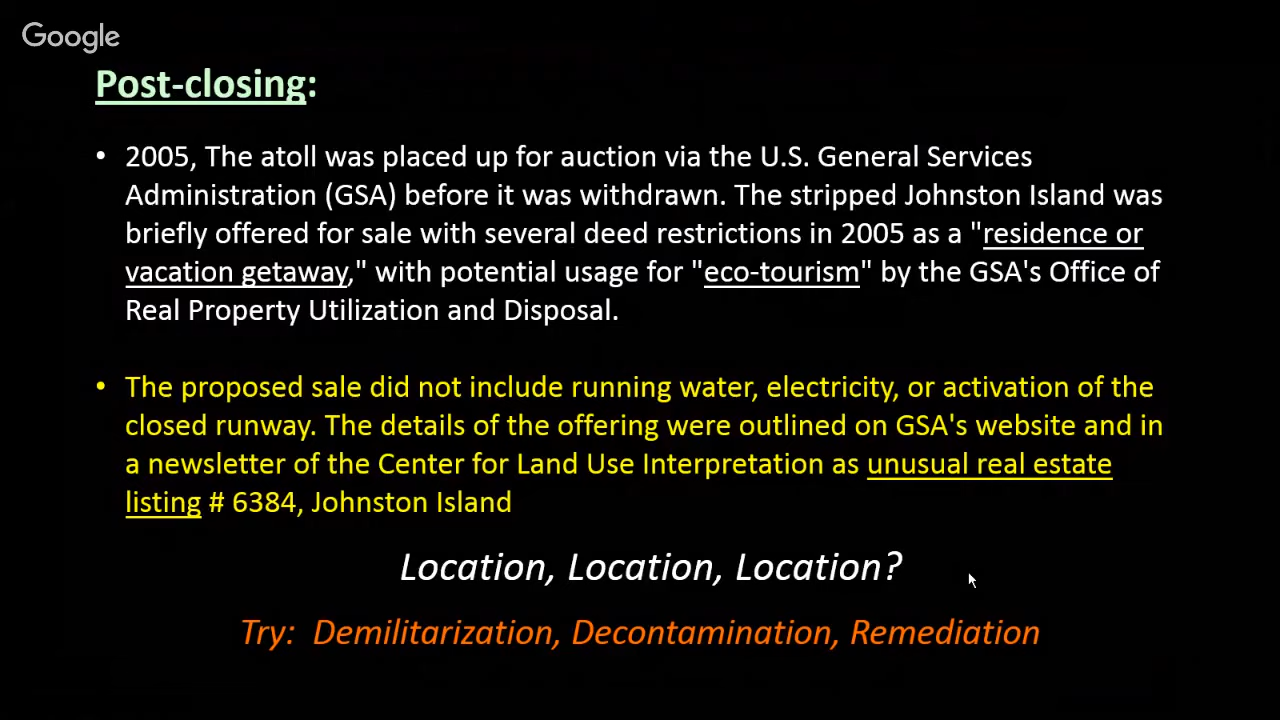 Google
Post-closing:
• 2005, The atoll was placed up for auction via the U.S. General Services
Administration (GSA) before it was withdrawn. The stripped Johnston Island was
briefly offered for sale with several deed restrictions in 2005 as a "residence or
vacation getaway," with potential usage for "eco-tourism" by the GSA's Office of
Real Property Utilization and Disposal.
• The proposed sale did not include running water, electricity, or activation of the
closed runway. The details of the offering were outlined on GSA's website and in
a newsletter of the Center for Land Use Interpretation as unusual real estate
listing # 6384, Johnston Island
Location, Location, Location?
Try: Demilitarization, Decontamination, Remediation